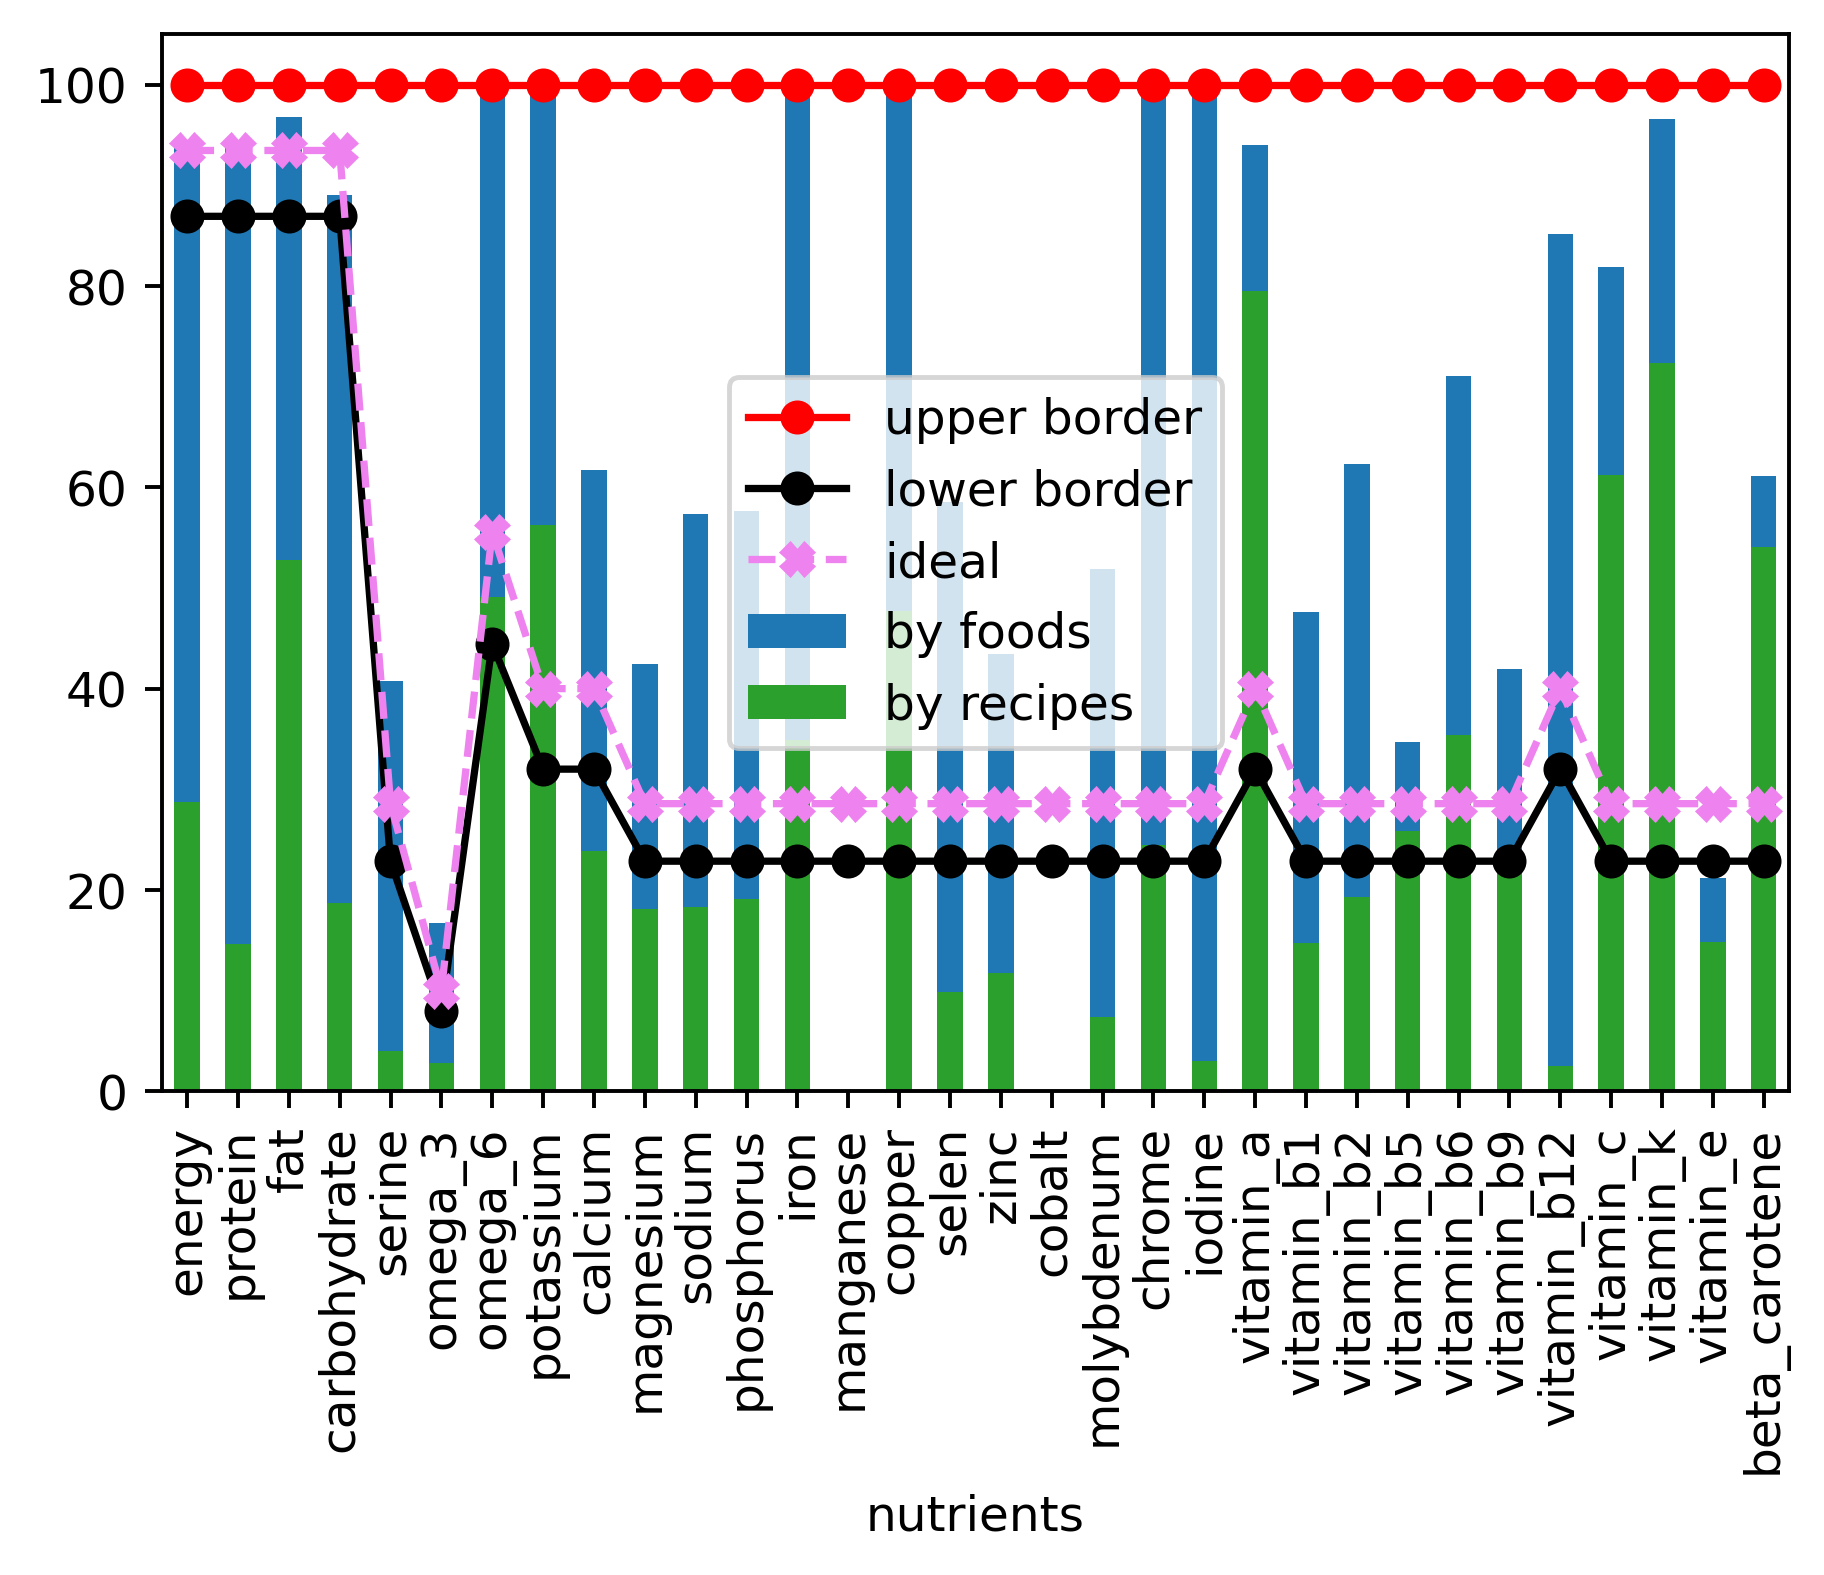 100
80
60
40
20
0
upper border
lower border
ideal
by foods
by recipes
energy
protein
fat
carbohydrate
serine
omega_3
omega_6
potassium
calcium
magnesium
sodium
phosphorus
iron
manganese
copper
selen
zinc
cobalt
molybdenum
chrome
iodine
vitamin_a
vitamin_b1
vitamin_b2
vitamin_b5
vitamin_b6
vitamin_b9
vitamin_b12
vitamin_c
vitamin_k
vitamin_e
beta_carotene
nutrients